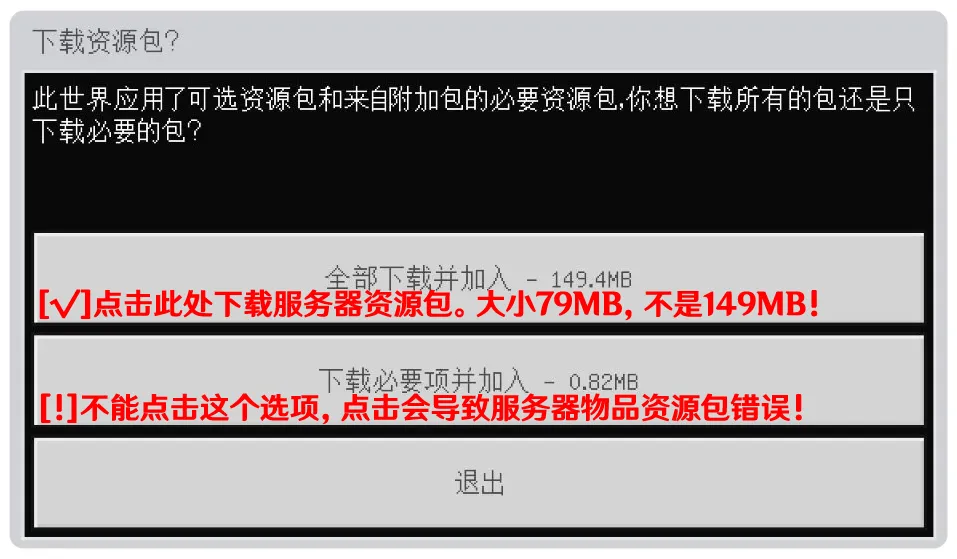 下载资源包?
此世界应用了可选资源包和来自附加包的必要资源包,你想下载所有的包还是只
下载必要的包?
全部下载并加入 - 149.4MB
[√]点击此处下载服务器资源包。大小79MB, 不是149MB!
下载必要项并加入 - 0.82MB
[!]不能点击这个选项, 点击会导致服务器物品资源包错误!
退出